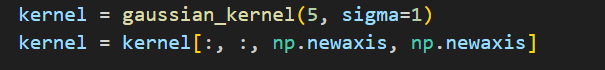 kernel = gaussian_kernel(5, sigma=1)
kernel = kernel[:, :, np.newaxis, np.newaxis]